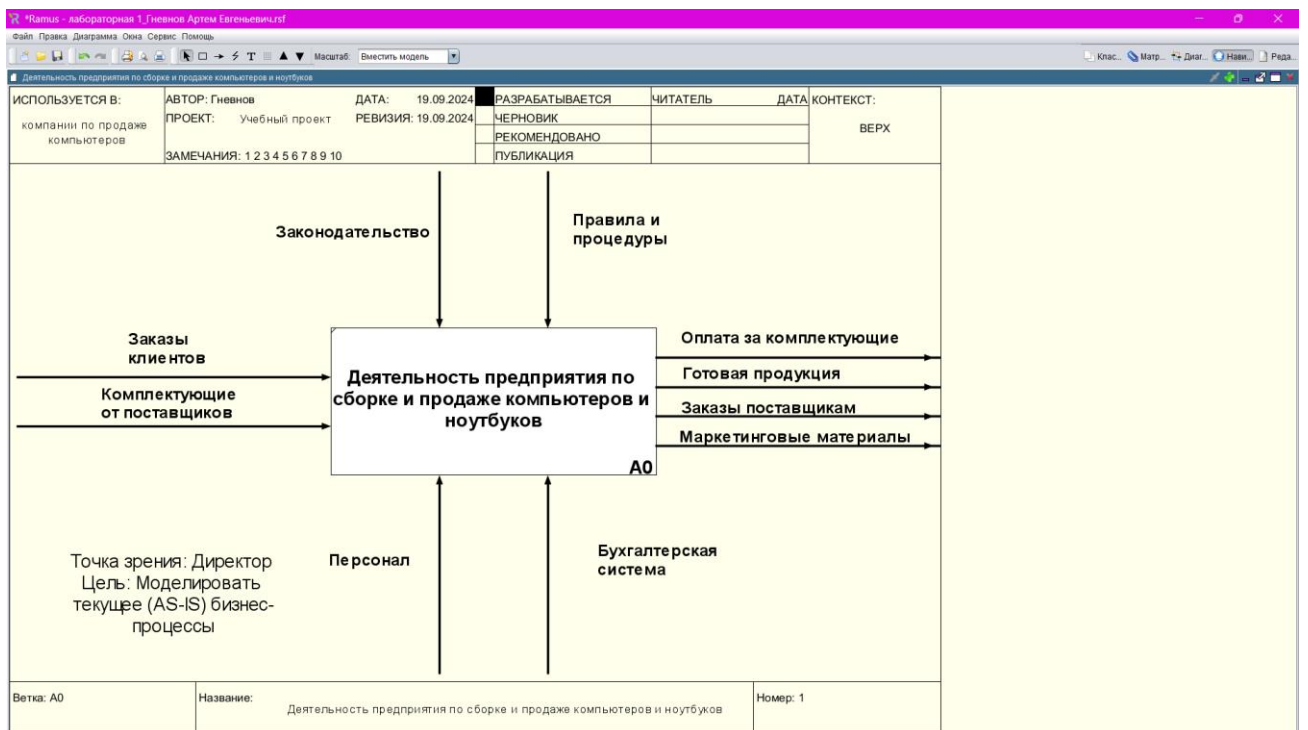 *Ramus - лабораторная 1_Гневнов Артем Евгеньевич.rsf
Файл Правка Диаграмма Окна Сервис Помощь
Масштаб: Вместить модель
Клас... Матр... Диаг... Нави... Реда...
Деятельность предприятия по сборке и продаже компьютеров и ноутбуков
ИСПОЛЬЗУЕТСЯ В:
компании по продаже
компьютеров
АВТОР: Гневнов
ДАТА: 19.09.2024
ПРОЕКТ: Учебный проект
РЕВИЗИЯ: 19.09.2024
ЗАМЕЧАНИЯ: 1 2 3 4 5 6 7 8 9 10
РАЗРАБАТЫВАЕТСЯ
ЧЕРНОВИК
РЕКОМЕНДОВАНО
ПУБЛИКАЦИЯ
ЧИТАТЕЛЬ ДАТА
КОНТЕКСТ:
ВЕРХ
Законодательство
Правила и
процедуры
Заказы
клиентов
Комплектующие
от поставщиков
Деятельность предприятия по
сборке и продаже компьютеров и
ноутбуков
A0
Оплата за комплектующие
Готовая продукция
Заказы поставщикам
Маркетинговые материалы
Точка зрения: Директор
Цель: Моделировать
текущее (AS-IS) бизнес-
процессы
Персонал
Бухгалтерская
система
Ветка: A0
Название:
Деятельность предприятия по сборке и продаже компьютеров и ноутбуков
Номер: 1